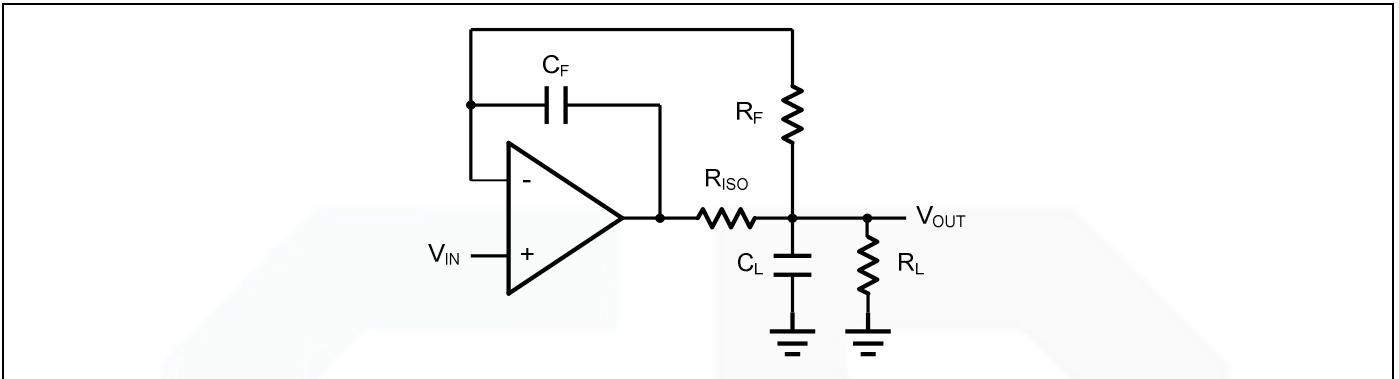 C_F
R_F
-
R_ISO
V_OUT
V_IN
+
C_L
R_L